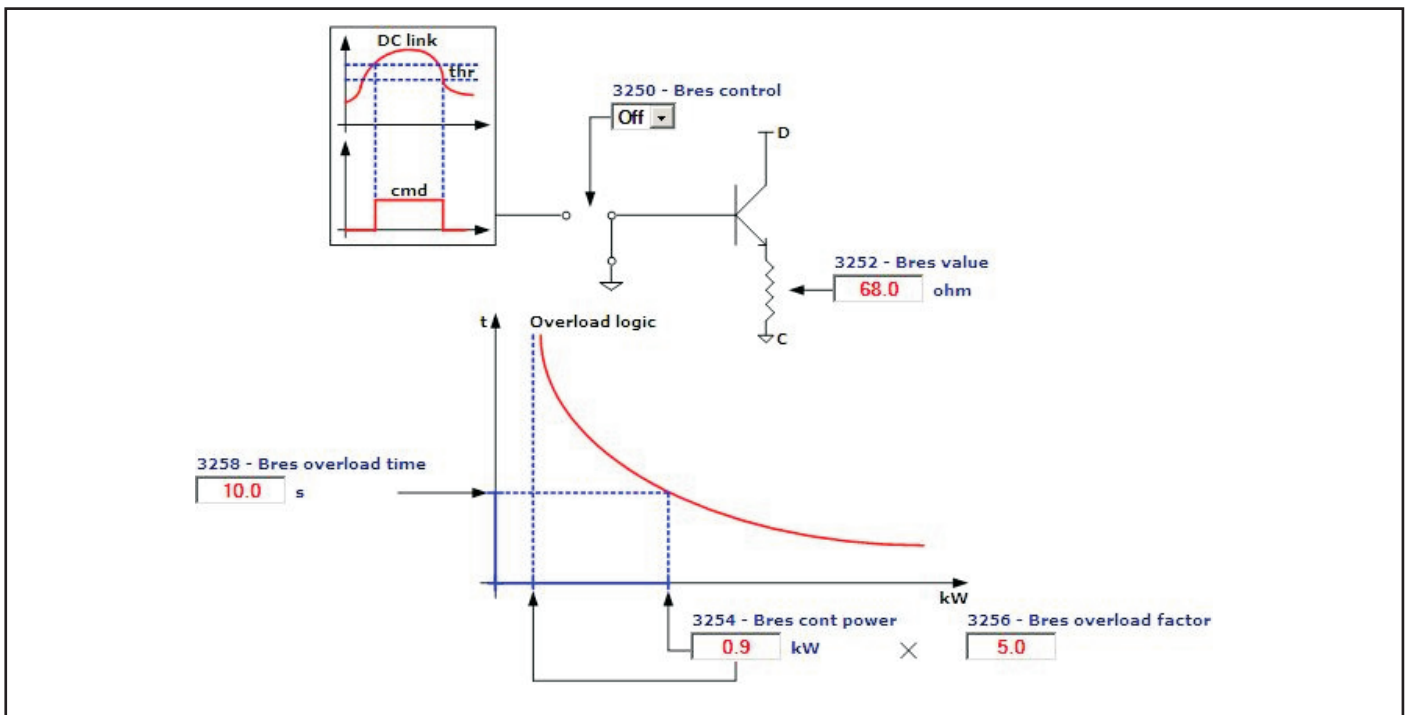 DC link
thr
cmd
3250 - Bres control
Off
D
3252 - Bres value
68.0 ohm
C
t
Overload logic
3258 - Bres overload time
10.0 s
kW
3254 - Bres cont power
0.9 kW
×
3256 - Bres overload factor
5.0